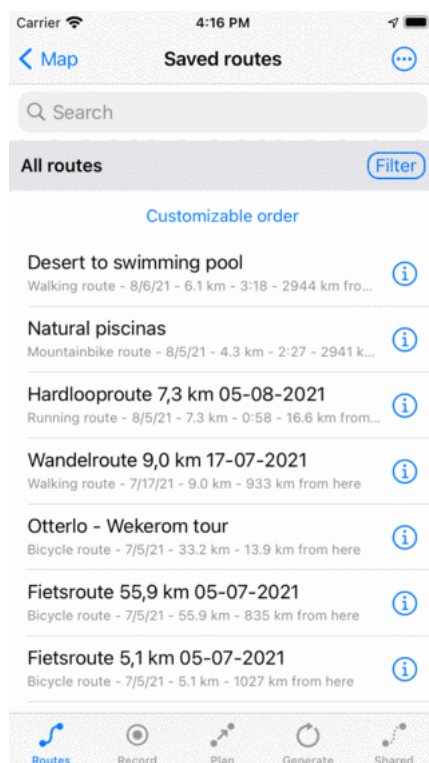 Carrier 4:16 PM
Map Saved routes
Search
All routes Filter
Customizable order
Desert to swimming pool
Walking route - 8/6/21 - 6.1 km - 3:18 - 2944 km fro...
Natural piscinas
Mountainbike route - 8/5/21 - 4.3 km - 2:27 - 2941 k...
Hardlooproute 7,3 km 05-08-2021
Running route - 8/5/21 - 7.3 km - 0:58 - 16.6 km from...
Wandelroute 9,0 km 17-07-2021
Walking route - 7/17/21 - 9.0 km - 933 km from here
Otterlo - Wekerom tour
Bicycle route - 7/5/21 - 33.2 km - 13.9 km from here
Fietsroute 55,9 km 05-07-2021
Bicycle route - 7/5/21 - 55.9 km - 835 km from here
Fietsroute 5,1 km 05-07-2021
Bicycle route - 7/5/21 - 5.1 km - 1027 km from here
Routes Record Plan Generate Shared